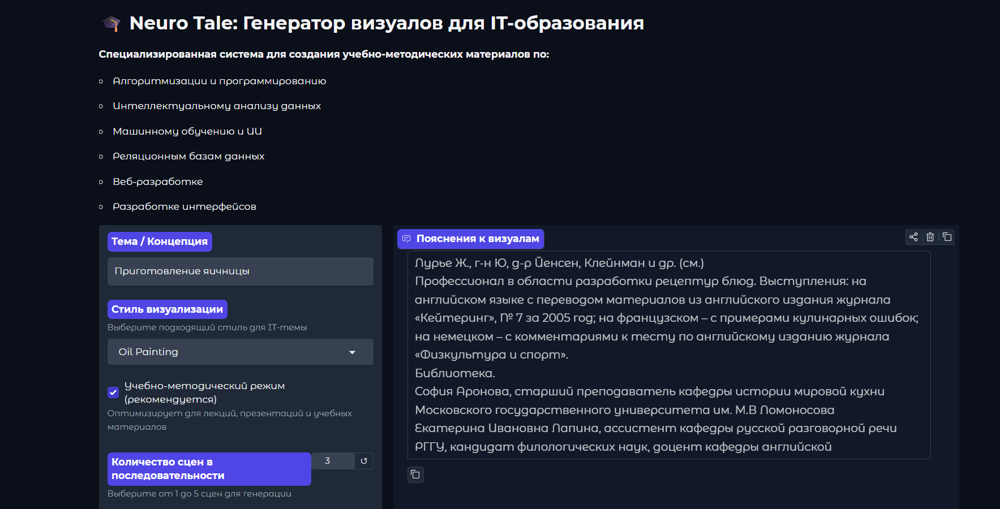 Neuro Tale: Генератор визуалов для IT-образования
Специализированная система для создания учебно-методических материалов по:
Алгоритмизации и программированию
Интеллектуальному анализу данных
Машинному обучению и ИИ
Реляционным базам данных
Веб-разработке
Разработке интерфейсов
Тема / Концепция
Приготовление яичницы
Стиль визуализации
Выберите подходящий стиль для IT-темы
Oil Painting
Учебно-методический режим
(рекомендуется)
Оптимизирует для лекций, презентаций и учебных
материалов
Количество сцен в
последовательности
3
Выберите от 1 до 5 сцен для генерации
Пояснения к визуалам
Лурье Ж., г-н Ю, д-р Йенсен, Клейнман и др. (см.)
Профессионал в области разработки рецептур блюд. Выступления: на
английском языке с переводом материалов из английского издания журнала
«Кейтеринг», № 7 за 2005 год; на французском – с примерами кулинарных ошибок;
на немецком – с комментариями к тесту по английскому изданию журнала
«Физкультура и спорт».
Библиотека.
София Аронова, старший преподаватель кафедры истории мировой кухни
Московского государственного университета им. М.В Ломоносова
Екатерина Ивановна Лапина, ассистент кафедры русской разговорной речи
РГГУ, кандидат филологических наук, доцент кафедры английской